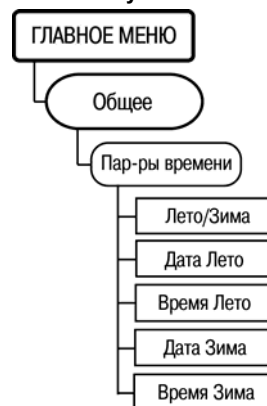 ГЛАВНОЕ МЕНЮ
Общее
Пар-ры времени
Лето/Зима
Дата Лето
Время Лето
Дата Зима
Время Зима